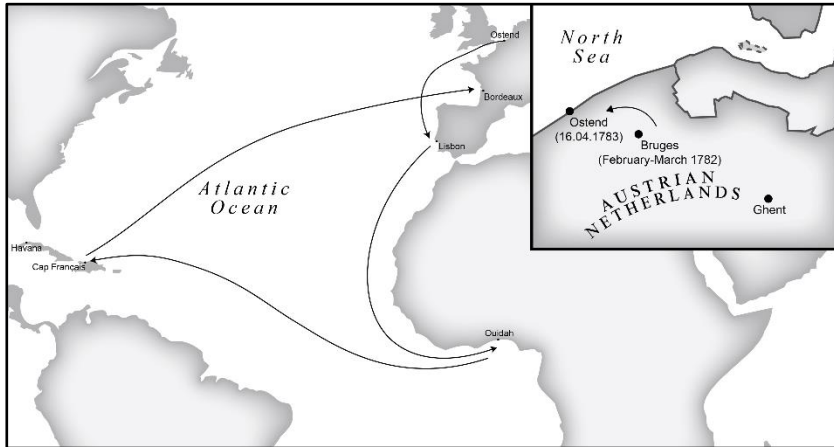 Ostend
Bordeaux
Lisbon
Atlantic
Ocean
Havana
Cap Français
Ouidah
North
Sea
Ostend
(16.04.1783)
Bruges
(February-March 1782)
AUSTRIAN
NETHERLANDS
Ghent